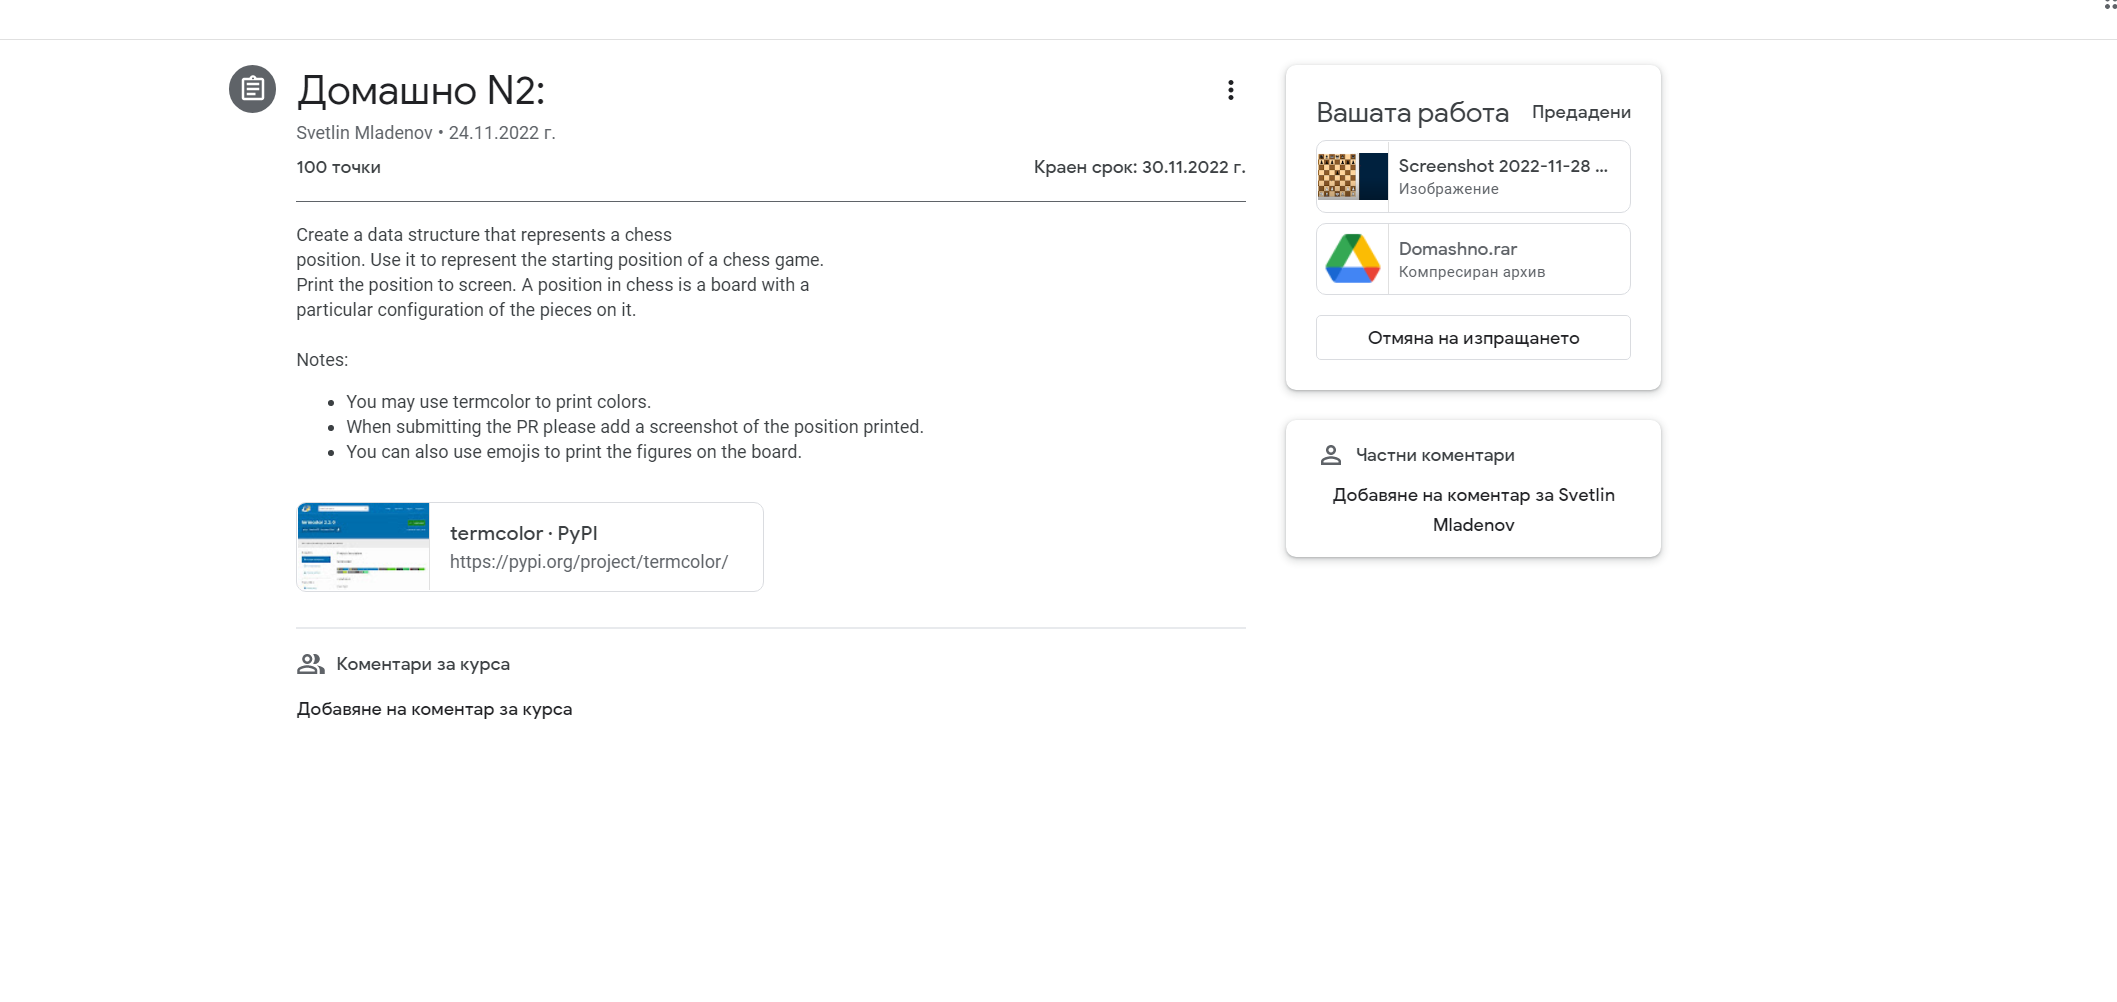 Домашно N2:
Svetlin Mladenov • 24.11.2022 г.
100 точки
Краен срок: 30.11.2022 г.
Create a data structure that represents a chess
position. Use it to represent the starting position of a chess game.
Print the position to screen. A position in chess is a board with a
particular configuration of the pieces on it.
Notes:
• You may use termcolor to print colors.
• When submitting the PR please add a screenshot of the position printed.
• You can also use emojis to print the figures on the board.
termcolor · PyPI
https://pypi.org/project/termcolor/
Коментари за курса
Добавяне на коментар за курса
Вашата работа
Предадени
Screenshot 2022-11-28 ...
Изображение
Domashno.rar
Компресиран архив
Отмяна на изпращането
Частни коментари
Добавяне на коментар за Svetlin
Mladenov